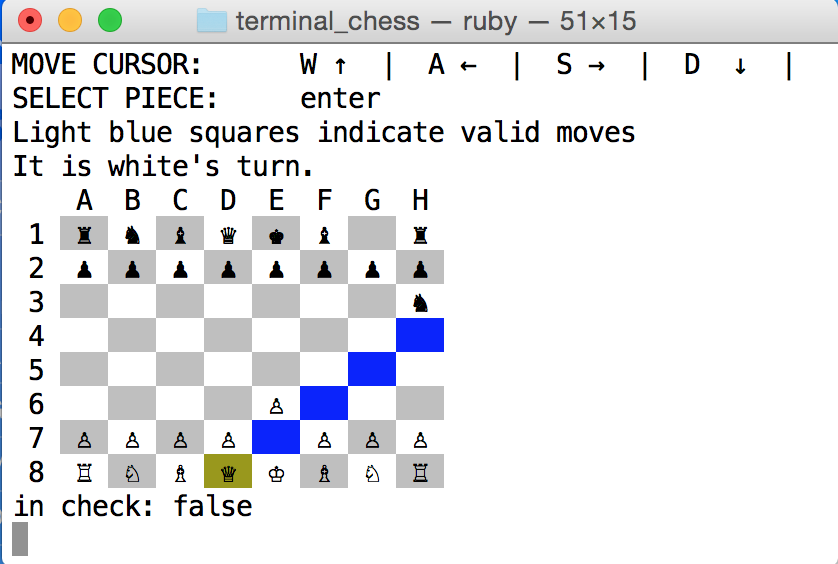 terminal_chess — ruby — 51×15
MOVE CURSOR: W ↑ | A ← | S → | D ↓ |
SELECT PIECE: enter
Light blue squares indicate valid moves
It is white's turn.
A B C D E F G H
1 ♜ ♞ ♝ ♛ ♚ ♝ ♜
2 ♟ ♟ ♟ ♟ ♟ ♟ ♟ ♟
3 ♞
4
5
6 ♙
7 ♙ ♙ ♙ ♙ ♙ ♙ ♙
8 ♖ ♘ ♗ ♕ ♔ ♗ ♘ ♖
in check: false